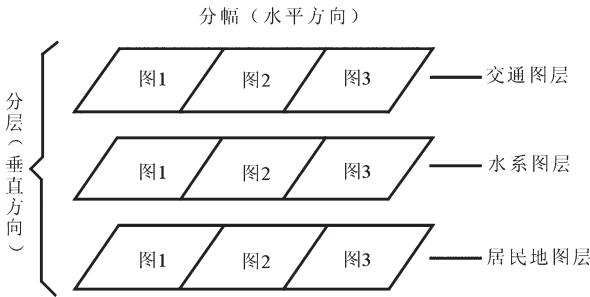 分幅（水平方向）
图1 图2 图3 交通图层
分层（垂直方向）
图1 图2 图3 水系图层
图1 图2 图3 居民地图层